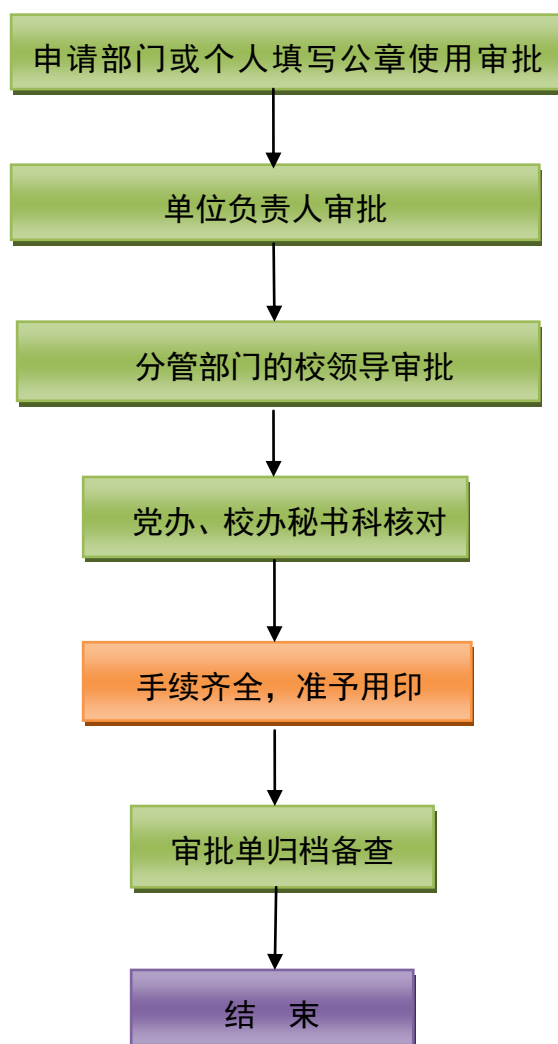 申请部门或个人填写公章使用审批
单位负责人审批
分管部门的校领导审批
党办、校办秘书科核对
手续齐全，准予用印
审批单归档备查
结 束